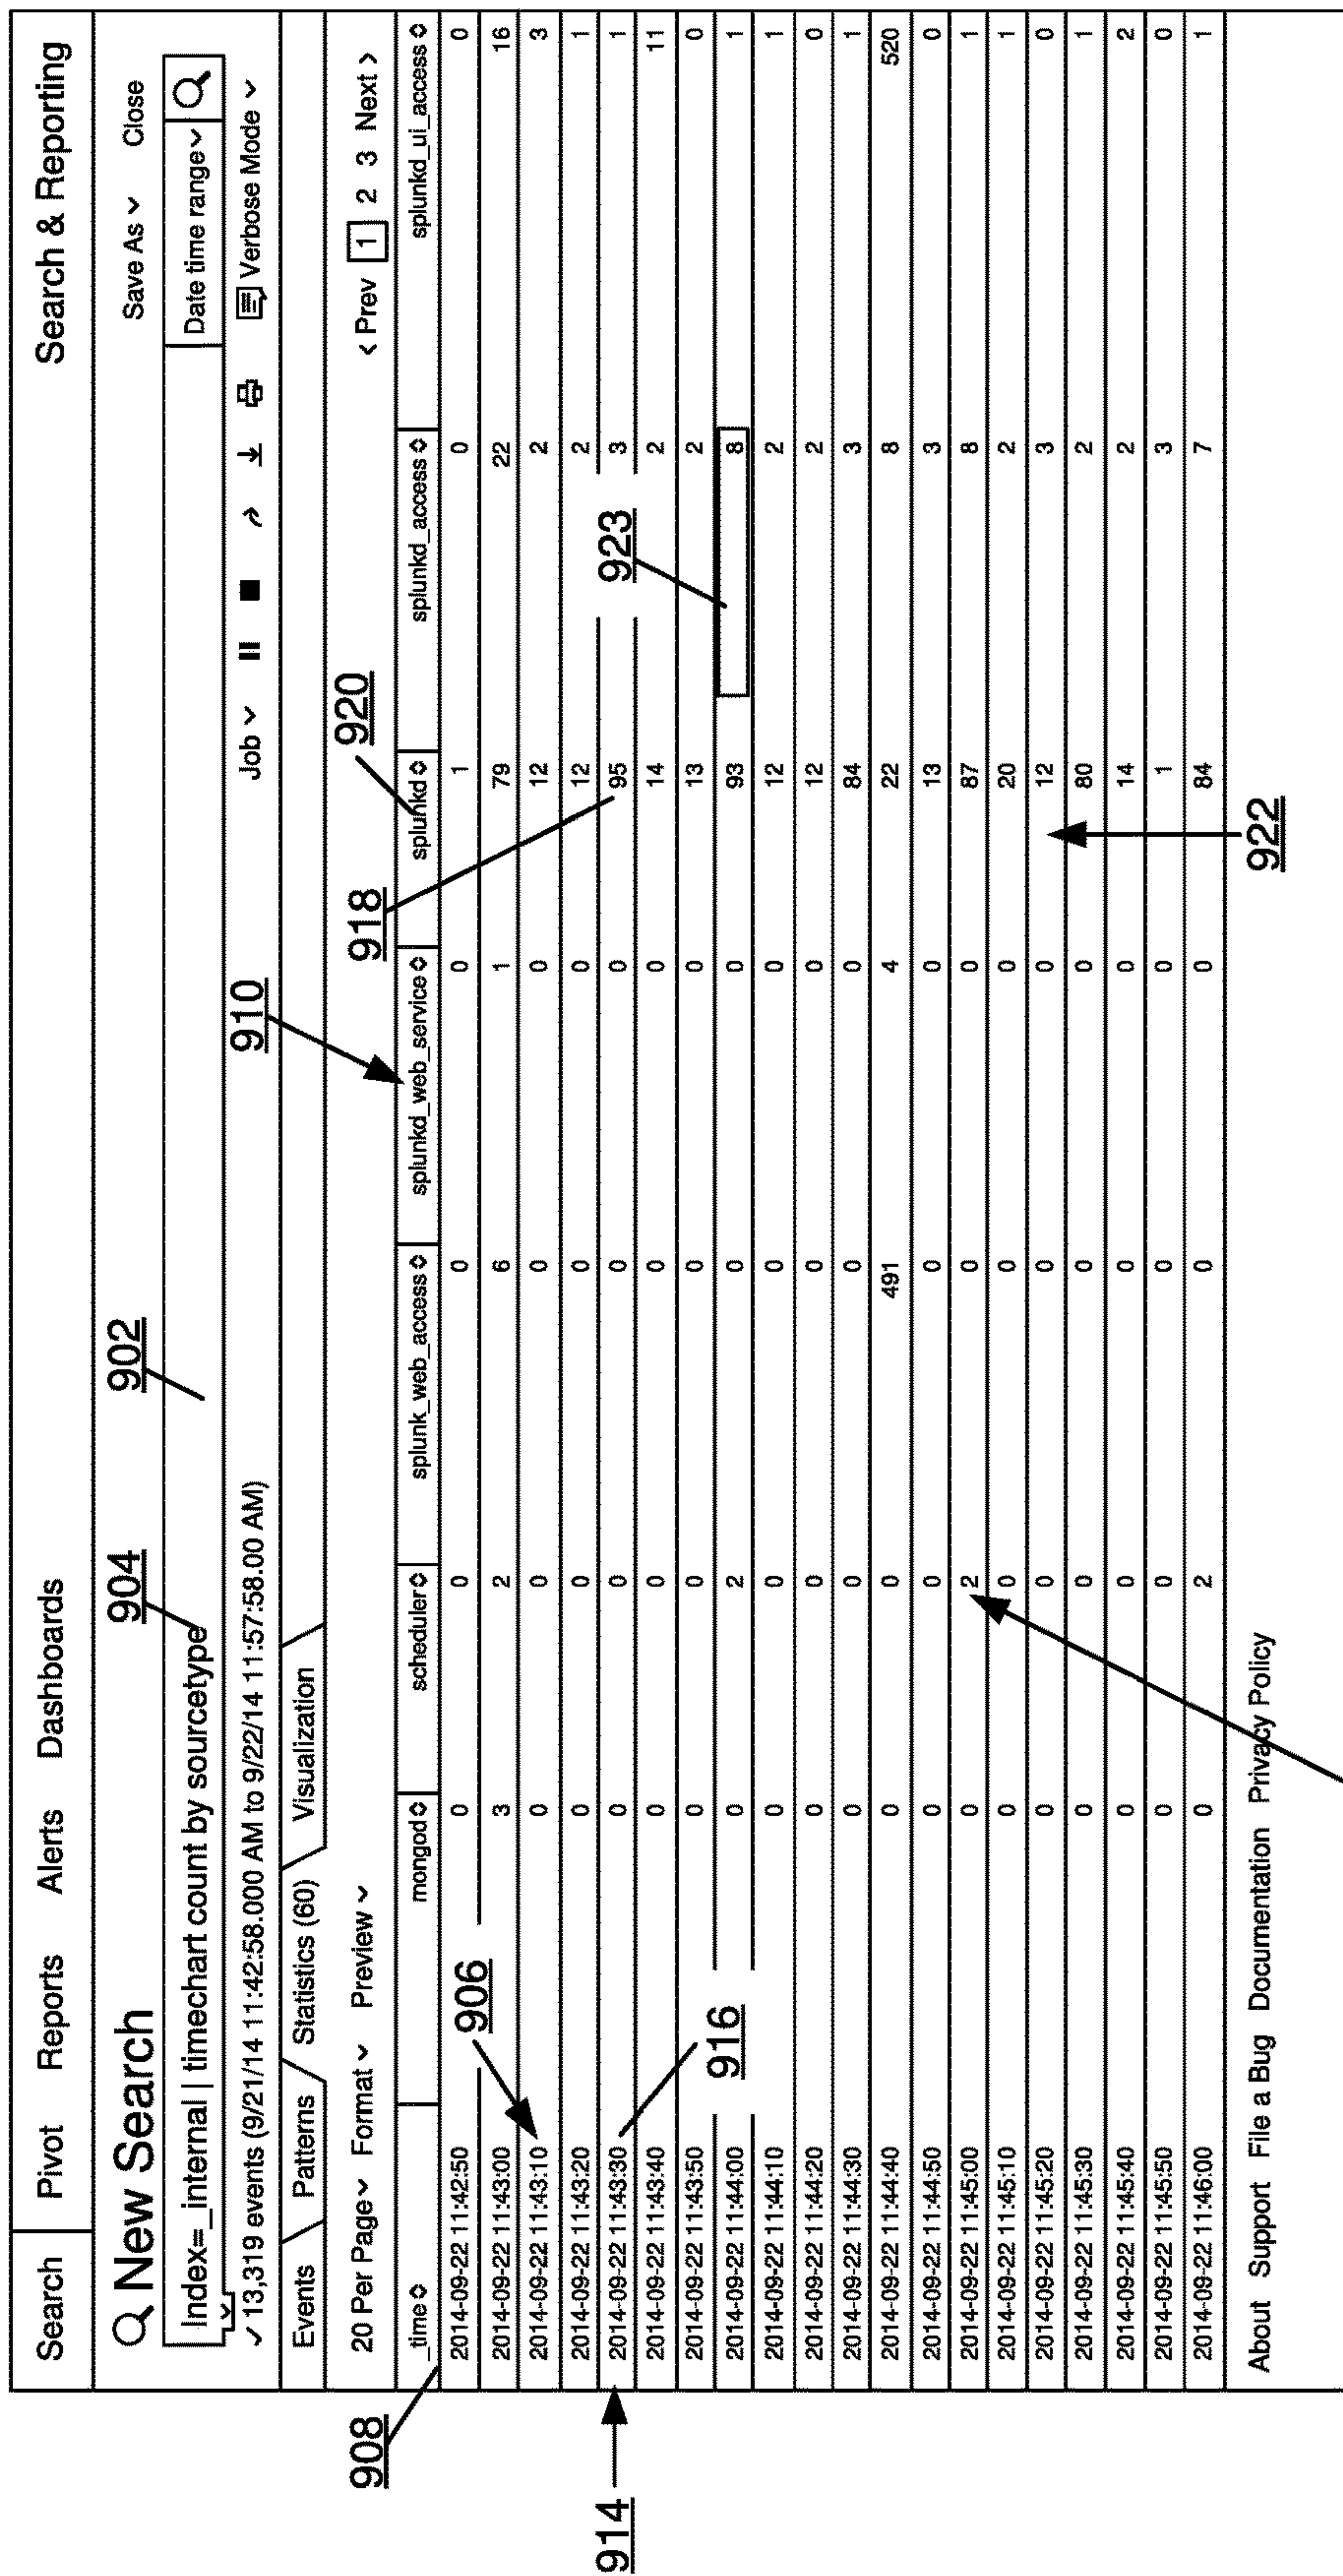 Search Pivot Reports Alerts Dashboards Search & Reporting
New Search Save As Close
904 902
Index=_internal | timechart count by sourcetype Date time range
✓ 13,319 events (9/21/14 11:42:58.000 AM to 9/22/14 11:57:58.00 AM) 910 Job Verbose Mode
Events Patterns Statistics (60) Visualization
20 Per Page Format Preview 918 920 < Prev 1 2 3 Next >
908
_time mongod scheduler splunk_web_access splunkd_web_service splunkd splunkd_access splunkd_ui_access
2014-09-22 11:42:50 0 0 0 0 1 0 0
906
2014-09-22 11:43:00 3 2 6 1 79 22 16
2014-09-22 11:43:10 0 0 0 0 12 2 3
2014-09-22 11:43:20 0 0 0 0 12 2 1
914
2014-09-22 11:43:30 0 0 0 0 95 3 1
923
2014-09-22 11:43:40 0 0 0 0 14 2 11
2014-09-22 11:43:50 0 0 0 0 13 2 0
916
2014-09-22 11:44:00 0 2 0 0 93 8 1
2014-09-22 11:44:10 0 0 0 0 12 2 1
2014-09-22 11:44:20 0 0 0 0 12 2 0
2014-09-22 11:44:30 0 0 0 0 84 3 1
2014-09-22 11:44:40 0 0 491 4 22 8 520
2014-09-22 11:44:50 0 0 0 0 13 3 0
2014-09-22 11:45:00 0 2 0 0 87 8 1
2014-09-22 11:45:10 0 0 0 0 20 2 1
2014-09-22 11:45:20 0 0 0 0 12 3 0
2014-09-22 11:45:30 0 0 0 0 80 2 1
2014-09-22 11:45:40 0 0 0 0 14 2 2
2014-09-22 11:45:50 0 0 0 0 1 3 0
2014-09-22 11:46:00 0 2 0 0 84 7 1
About Support File a Bug Documentation Privacy Policy 922